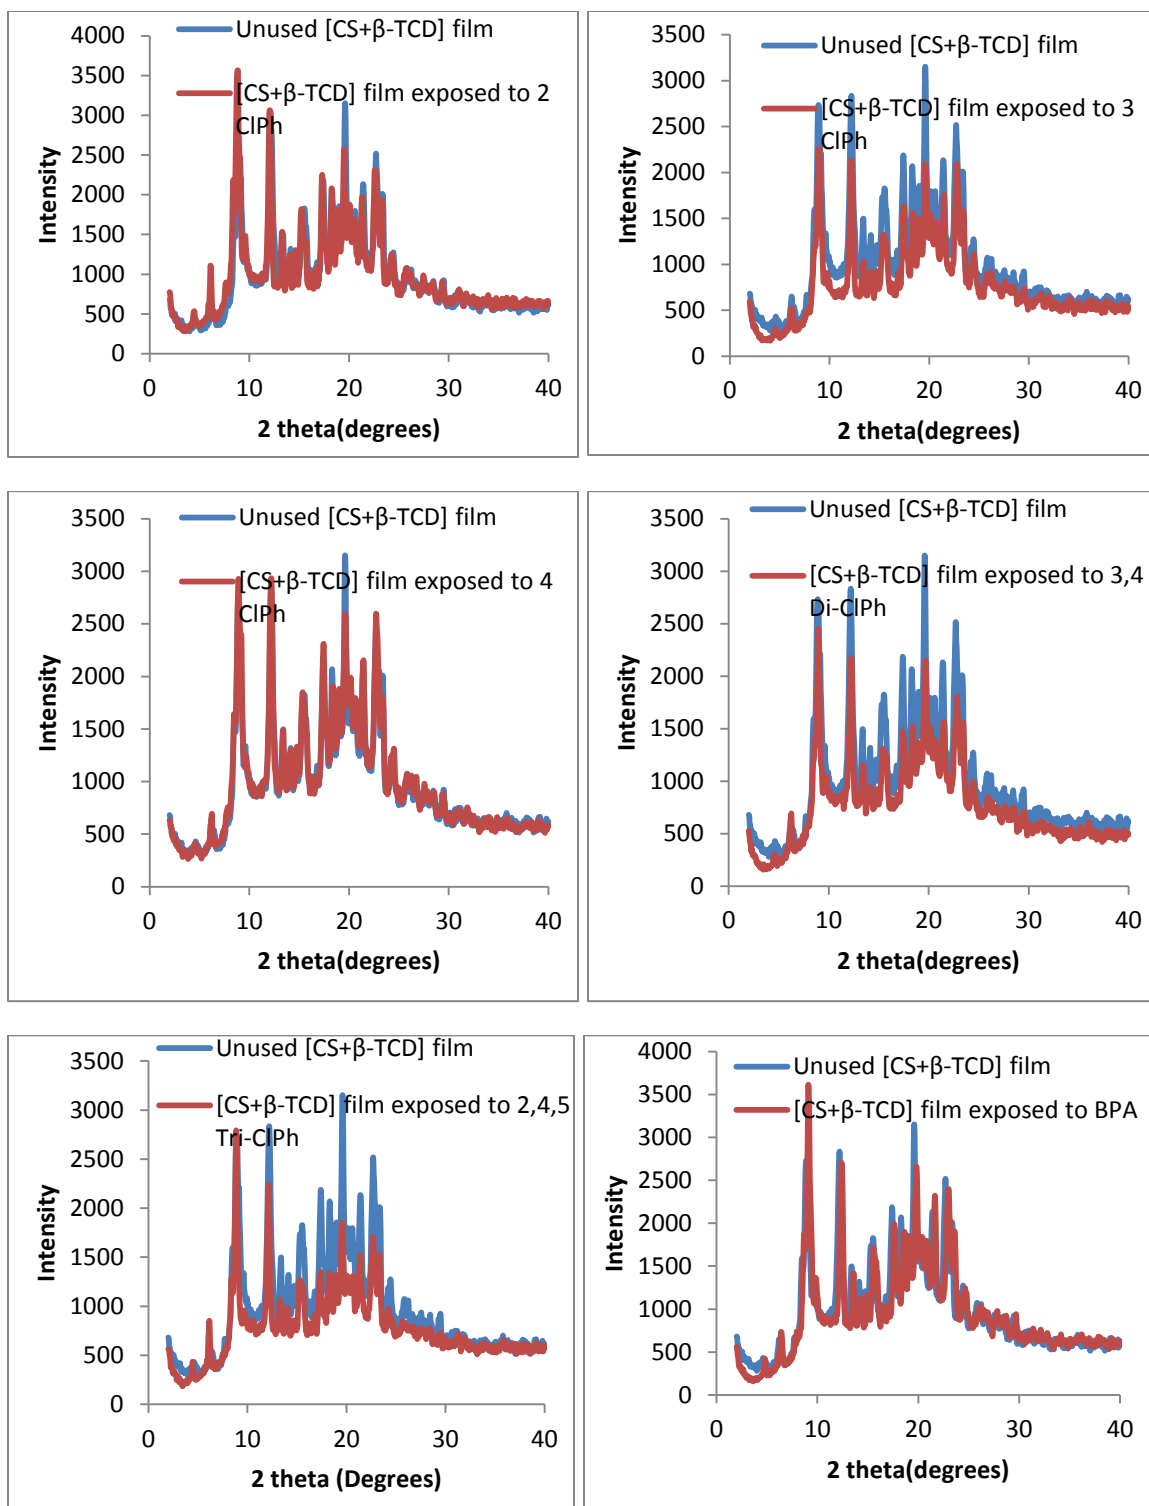 Unused [CS+β-TCD] film
[CS+β-TCD] film exposed to 2
ClPh
4000
3500
3000
2500
2000
1500
1000
500
0
Intensity
0 10 20 30 40
2 theta(degrees)
Unused [CS+β-TCD] film
[CS+β-TCD] film exposed to 3
ClPh
3500
3000
2500
2000
1500
1000
500
0
Intensity
0 10 20 30 40
2 theta(degrees)
Unused [CS+β-TCD] film
[CS+β-TCD] film exposed to 4
ClPh
3500
3000
2500
2000
1500
1000
500
0
Intensity
0 10 20 30 40
2 theta(degrees)
Unused [CS+β-TCD] film
[CS+β-TCD] film exposed to 3,4
Di-ClPh
3500
3000
2500
2000
1500
1000
500
0
Intensity
0 10 20 30 40
2 theta(degrees)
Unused [CS+β-TCD] film
[CS+β-TCD] film exposed to 2,4,5
Tri-ClPh
3500
3000
2500
2000
1500
1000
500
0
Intensity
0 10 20 30 40
2 theta (Degrees)
Unused [CS+β-TCD] film
[CS+β-TCD] film exposed to BPA
4000
3500
3000
2500
2000
1500
1000
500
0
Intensity
0 10 20 30 40
2 theta(degrees)